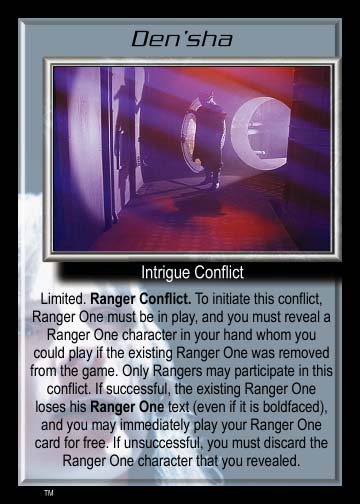 Den'sha
Intrigue Conflict
Limited. Ranger Conflict. To initiate this conflict,
Ranger One must be in play, and you must reveal a
Ranger One character in your hand whom you
could play if the existing Ranger One was removed
from the game. Only Rangers may participate in this
conflict. If successful, the existing Ranger One
loses his Ranger One text (even if it is boldfaced),
and you may immediately play your Ranger One
card for free. If unsuccessful, you must discard the
Ranger One character that you revealed.
TM